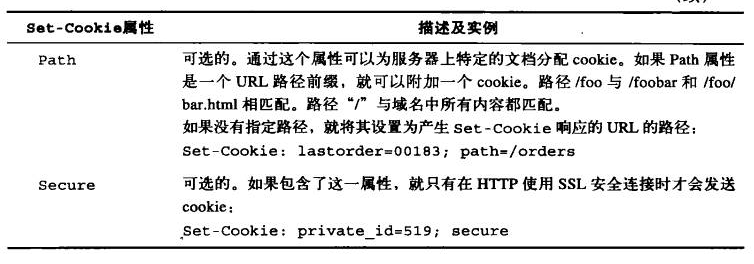 Set-Cookie属性 描述及实例
Path 可选的。通过这个属性可以为服务器上特定的文档分配 cookie。如果 Path 属性
是一个 URL 路径前缀，就可以附加一个 cookie。路径 /foo 与 /foobar 和 /foo/
bar.html 相匹配。路径“/”与域名中所有内容都匹配。
如果没有指定路径，就将其设置为产生 Set-Cookie 响应的 URL 的路径：
Set-Cookie: lastorder=00183; path=/orders
Secure 可选的。如果包含了这一属性，就只有在 HTTP 使用 SSL 安全连接时才会发送
cookie：
Set-Cookie: private_id=519; secure